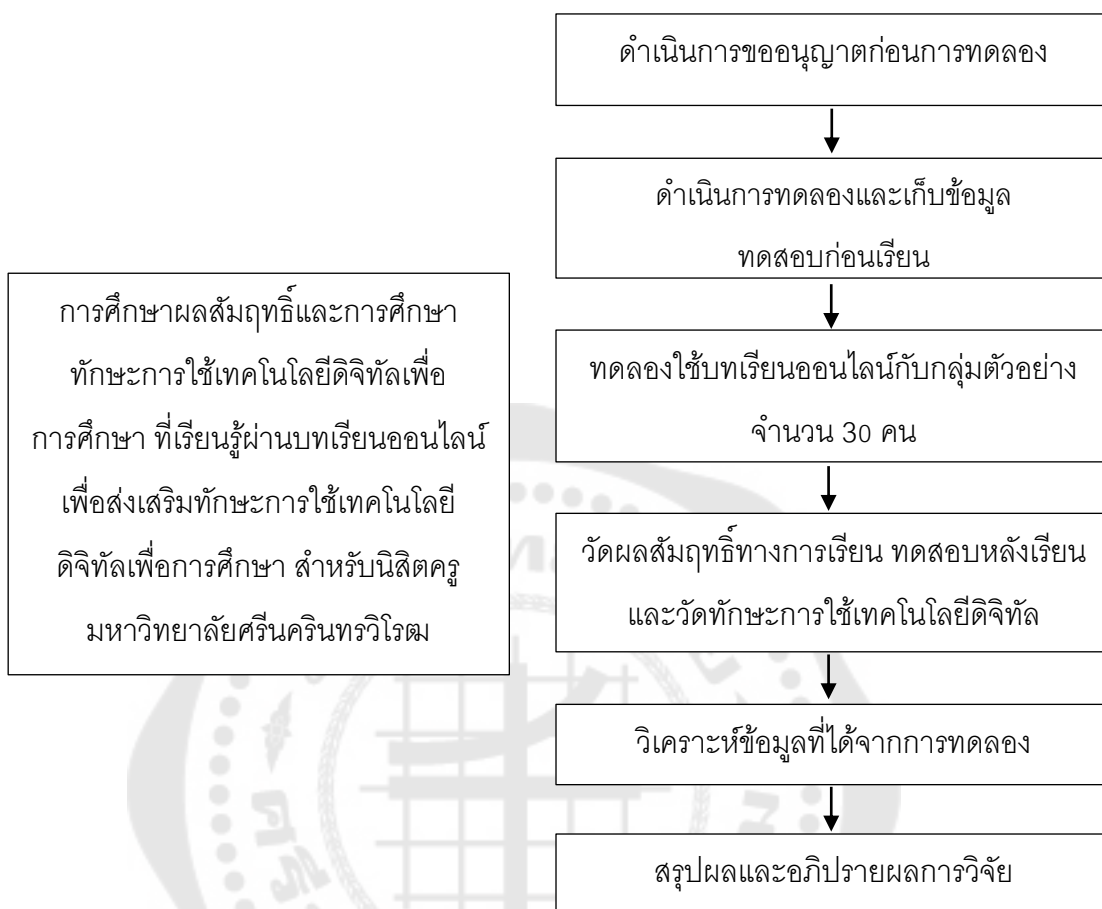 ดำเนินการขออนุญาตก่อนการทดลอง
ดำเนินการทดลองและเก็บข้อมูล
ทดสอบก่อนเรียน
การศึกษาผลสัมฤทธิ์และการศึกษา
ทักษะการใช้เทคโนโลยีดิจิทัลเพื่อ
การศึกษา ที่เรียนรู้ผ่านบทเรียนออนไลน์
เพื่อส่งเสริมทักษะการใช้เทคโนโลยี
ดิจิทัลเพื่อการศึกษา สำหรับนิสิตครู
มหาวิทยาลัยศรีนครินทรวิโรฒ
ทดลองใช้บทเรียนออนไลน์กับกลุ่มตัวอย่าง
จำนวน 30 คน
วัดผลสัมฤทธิ์ทางการเรียน ทดสอบหลังเรียน
และวัดทักษะการใช้เทคโนโลยีดิจิทัล
วิเคราะห์ข้อมูลที่ได้จากการทดลอง
สรุปผลและอภิปรายผลการวิจัย